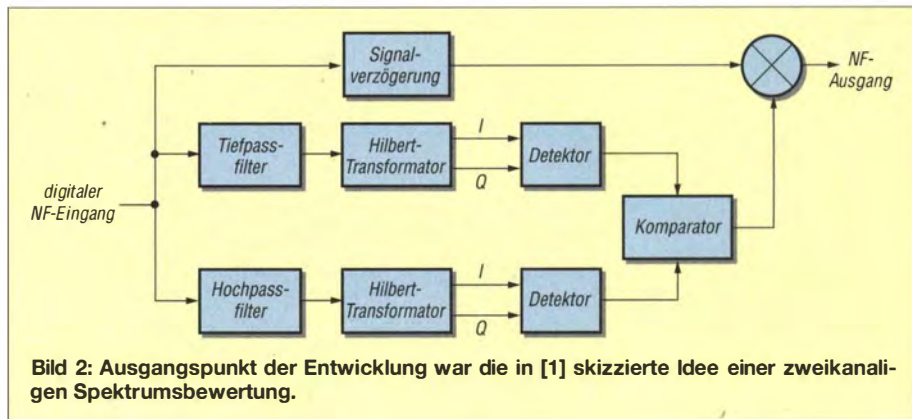 Signal-
verzögerung
NF-
Ausgang
Tiefpass-
filter
Hilbert-
Transformator
I
Q
Detektor
digitaler
NF-Eingang
Komparator
Hochpass-
filter
Hilbert-
Transformator
I
Q
Detektor
Bild 2: Ausgangspunkt der Entwicklung war die in [1] skizzierte Idee einer zweikanali-
gen Spektrumsbewertung.